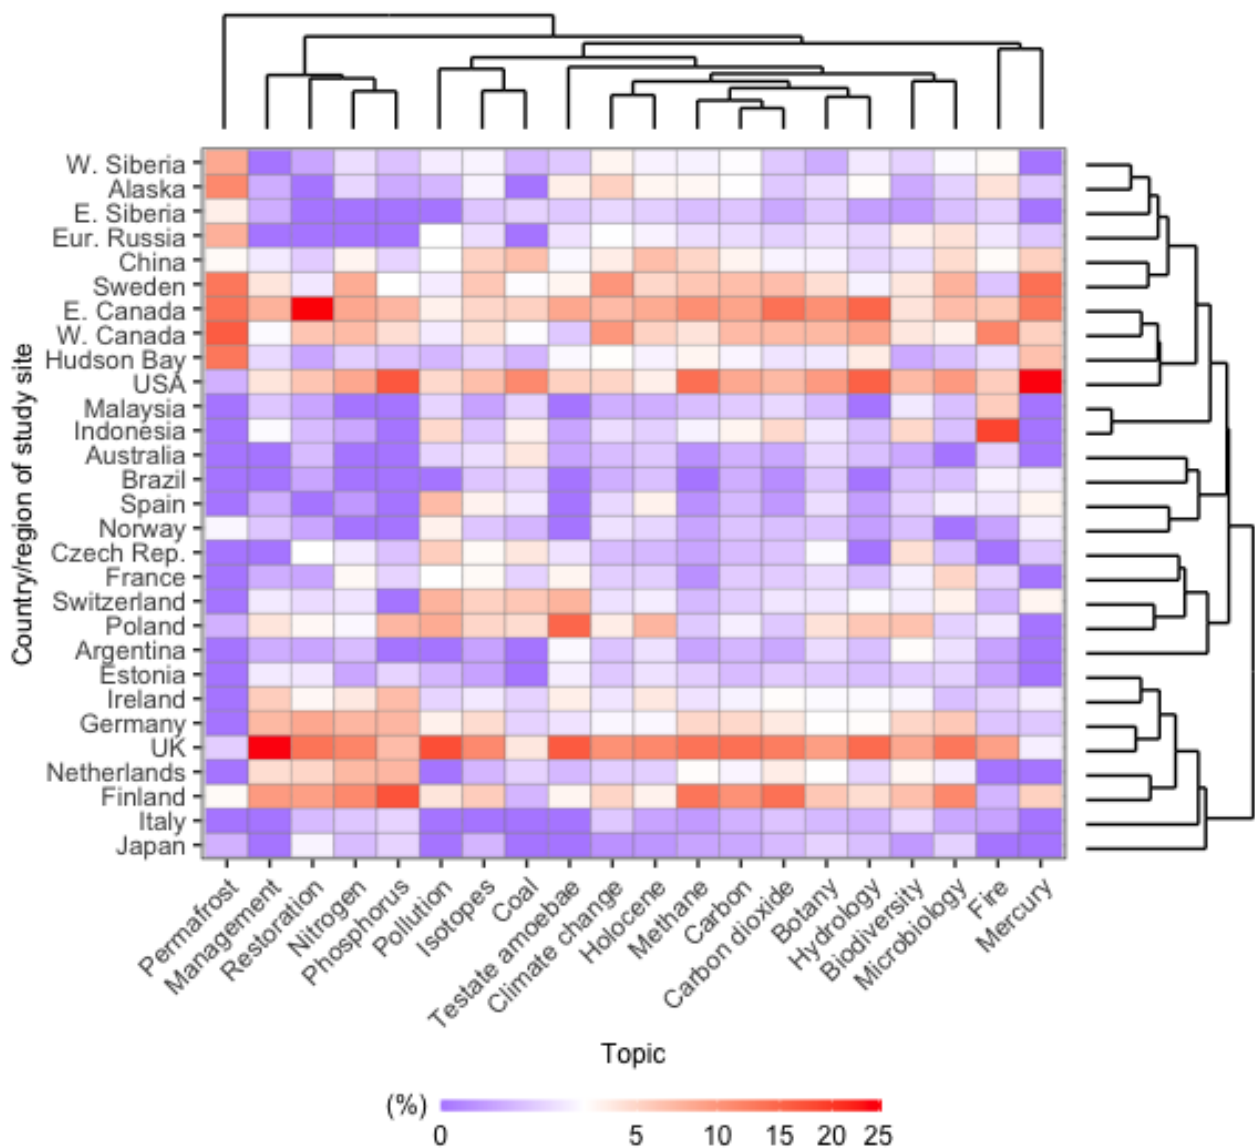 Country/region of study site
W. Siberia
Alaska
E. Siberia
Eur. Russia
China
Sweden
E. Canada
W. Canada
Hudson Bay
USA
Malaysia
Indonesia
Australia
Brazil
Spain
Norway
Czech Rep.
France
Switzerland
Poland
Argentina
Estonia
Ireland
Germany
UK
Netherlands
Finland
Italy
Japan
Permafrost
Management
Restoration
Nitrogen
Phosphorus
Pollution
Isotopes
Coal
Testate amoebae
Climate change
Holocene
Methane
Carbon
Carbon dioxide
Botany
Hydrology
Biodiversity
Microbiology
Fire
Mercury
Topic
(%)
0 5 10 15 20 25